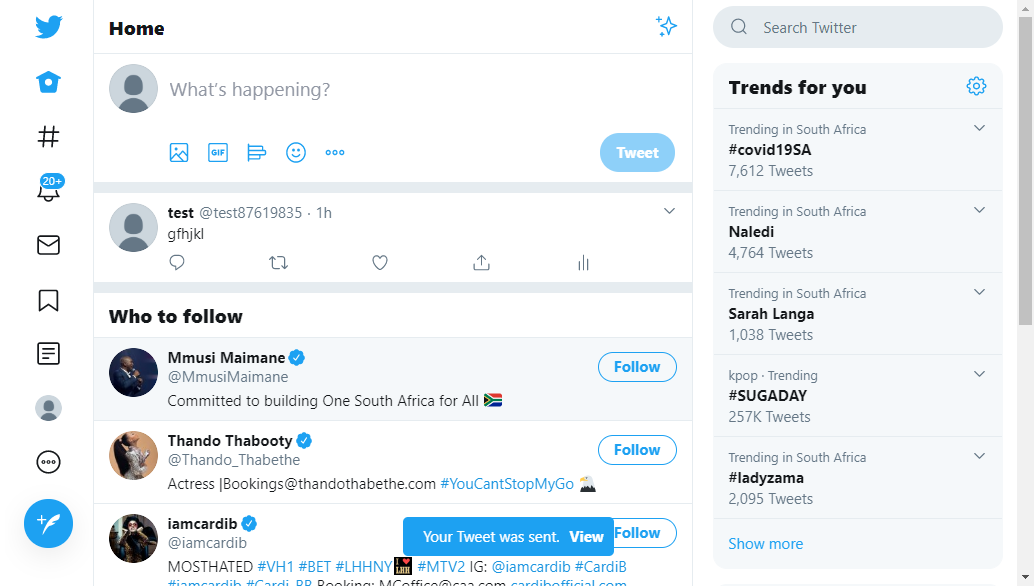 Home
What's happening?
GIF
Tweet
20+
test @test87619835 · 1h
gfhjkl
Who to follow
Mmusi Maimane
@MmusiMaimane
Committed to building One South Africa for All 🇿🇦
Follow
Thando Thabooty
@Thando_Thabethe
Actress |Bookings@thandothabethe.com #YouCantStopMyGo
Follow
iamcardib
@iamcardib
Follow
MOSTHATED #VH1 #BET #LHHNY #MTV2 IG: @iamcardib #CardiB
#iamcardib #Cardi_BB Booking: MCoffice@caa.com cardibofficial.com
Your Tweet was sent. View
Search Twitter
Trends for you
Trending in South Africa
#covid19SA
7,612 Tweets
Trending in South Africa
Naledi
4,764 Tweets
Trending in South Africa
Sarah Langa
1,038 Tweets
kpop · Trending
#SUGADAY
257K Tweets
Trending in South Africa
#ladyzama
2,095 Tweets
Show more